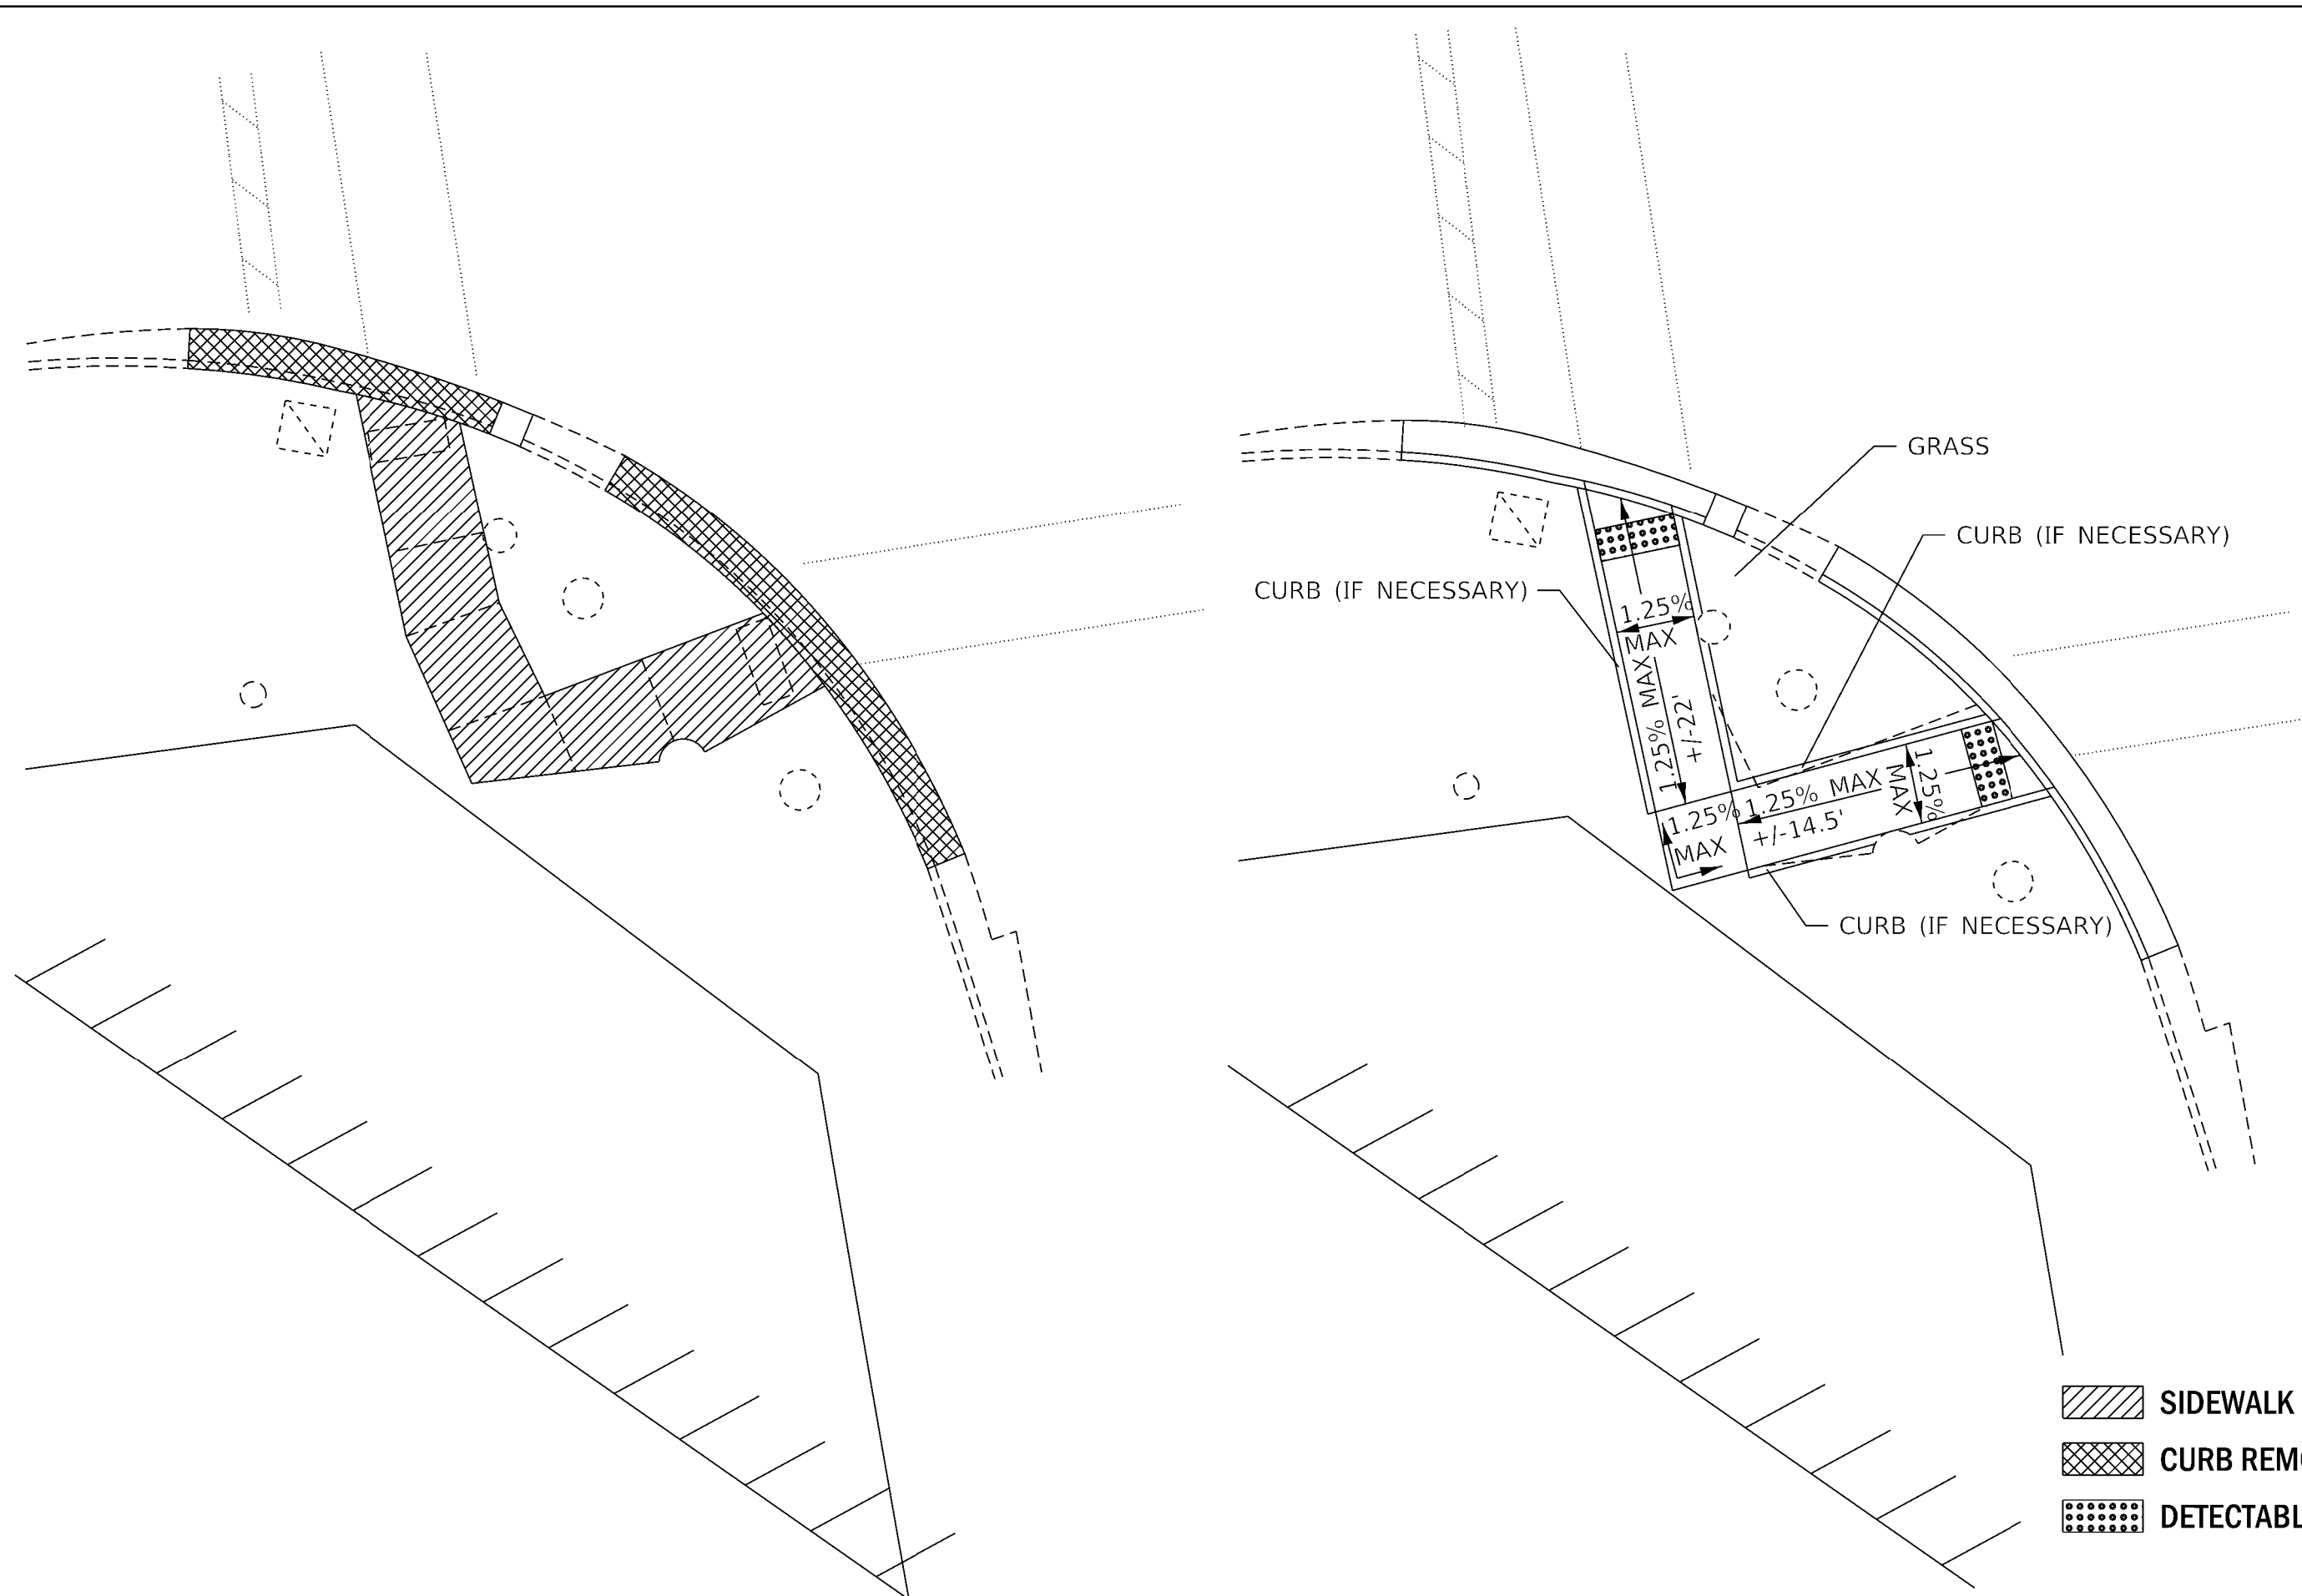 GRASS
CURB (IF NECESSARY)
CURB (IF NECESSARY)
1.25%
MAX
1.25% MAX
+/-22'
1.25%
MAX
1.25% MAX
+/-14.5'
1.25%
MAX
CURB (IF NECESSARY)
SIDEWALK
CURB
DETECTABL